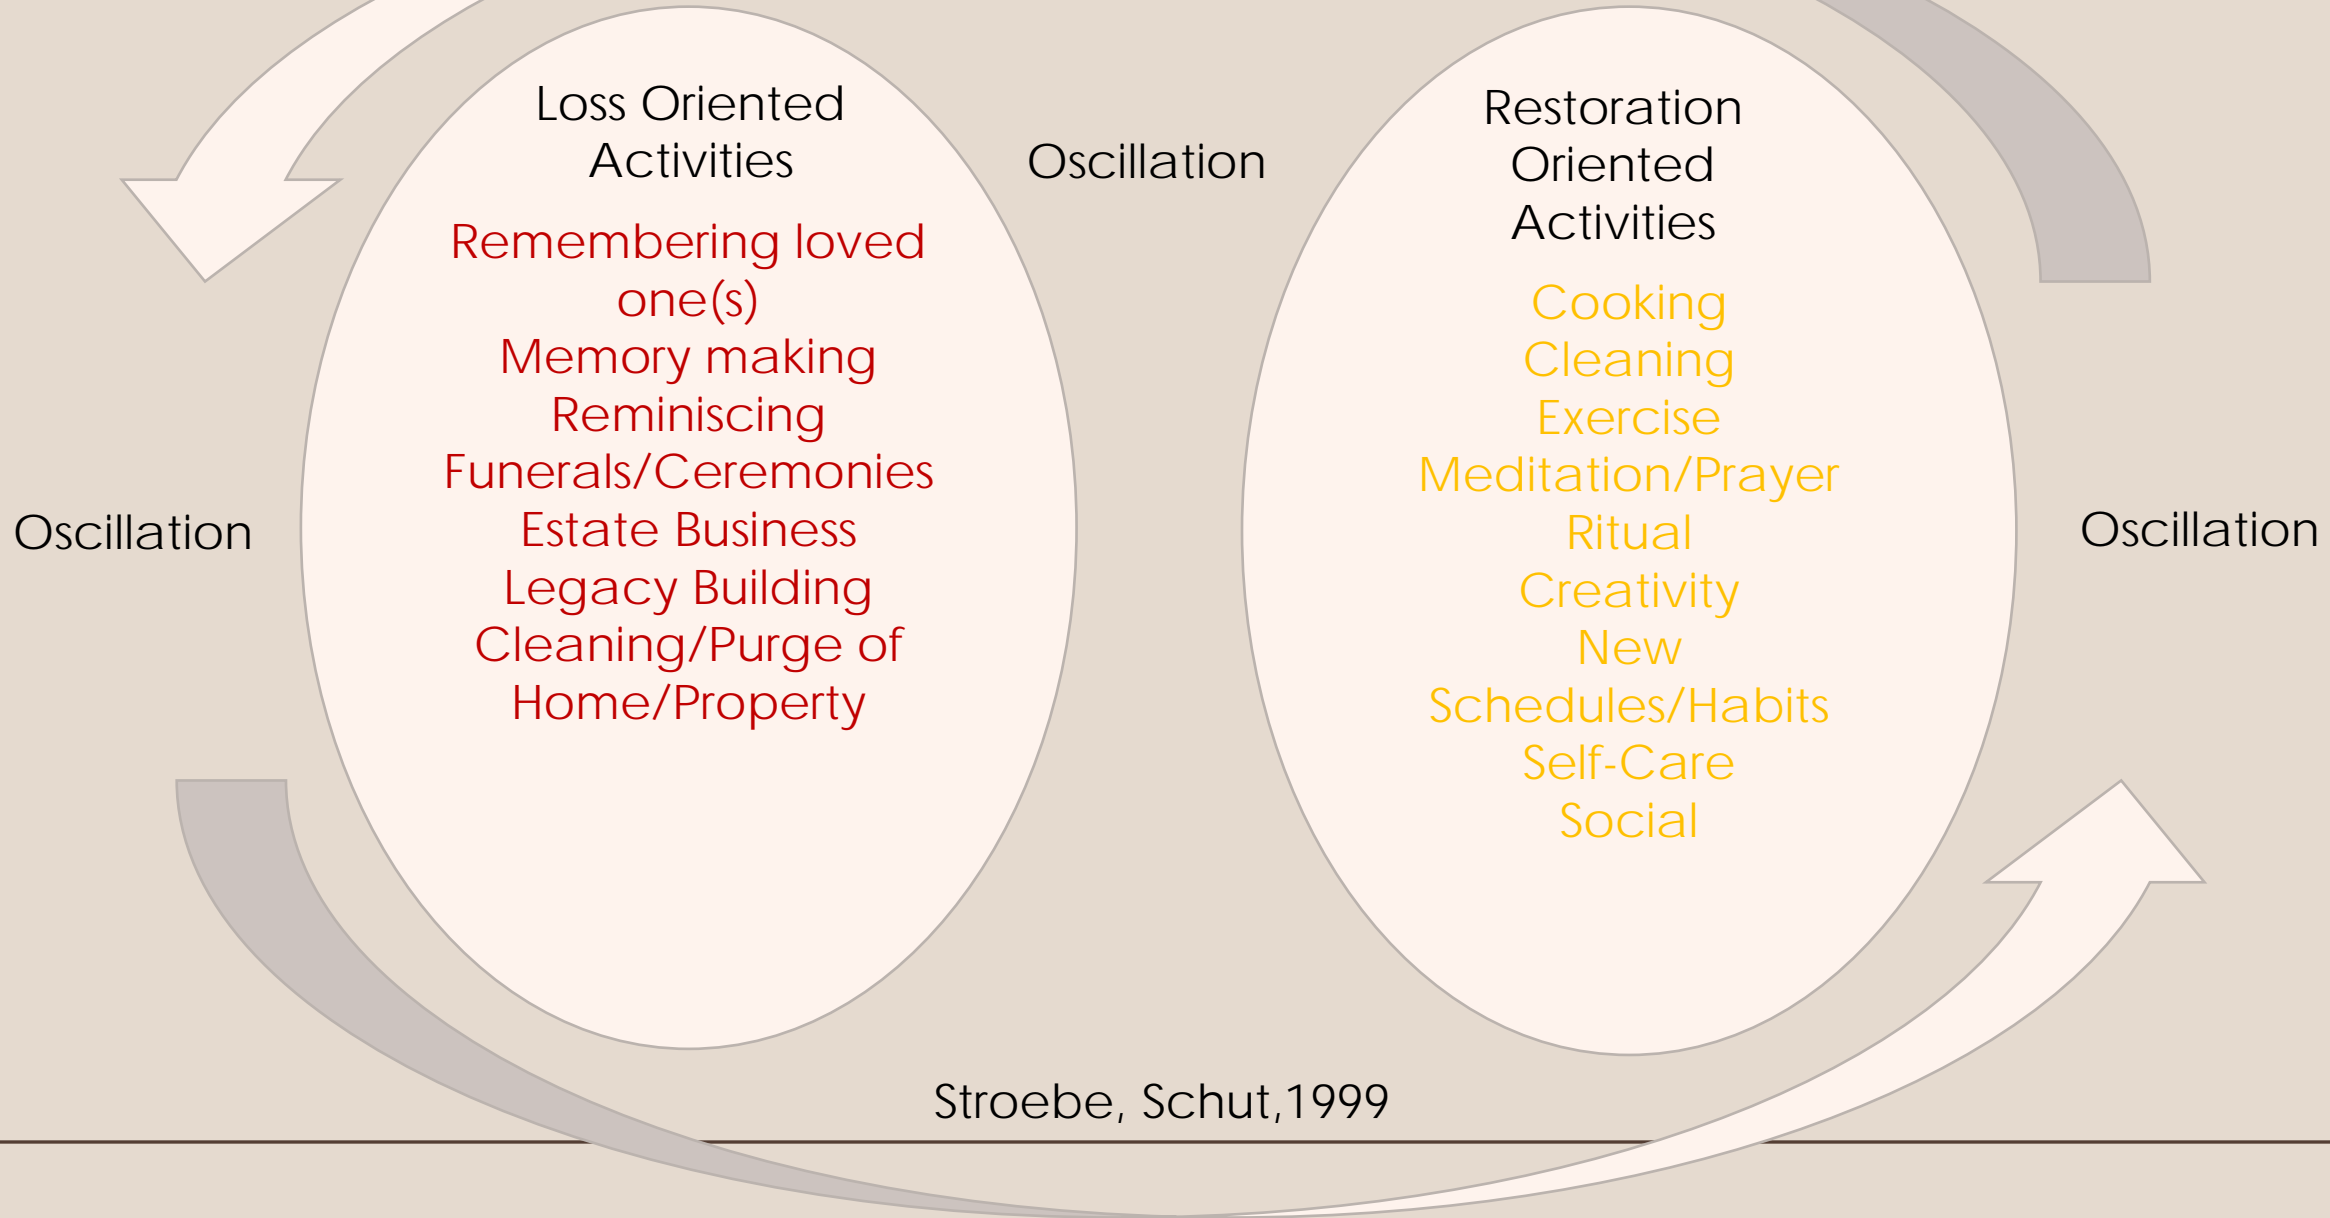 Loss Oriented
Activities
Remembering loved
one(s)
Memory making
Reminiscing
Funerals/Ceremonies
Estate Business
Legacy Building
Cleaning/Purge of
Home/Property
Oscillation
Restoration
Oriented
Activities
Cooking
Cleaning
Exercise
Meditation/Prayer
Ritual
Creativity
New
Schedules/Habits
Self-Care
Social
Oscillation
Oscillation
Stroebe, Schut,1999